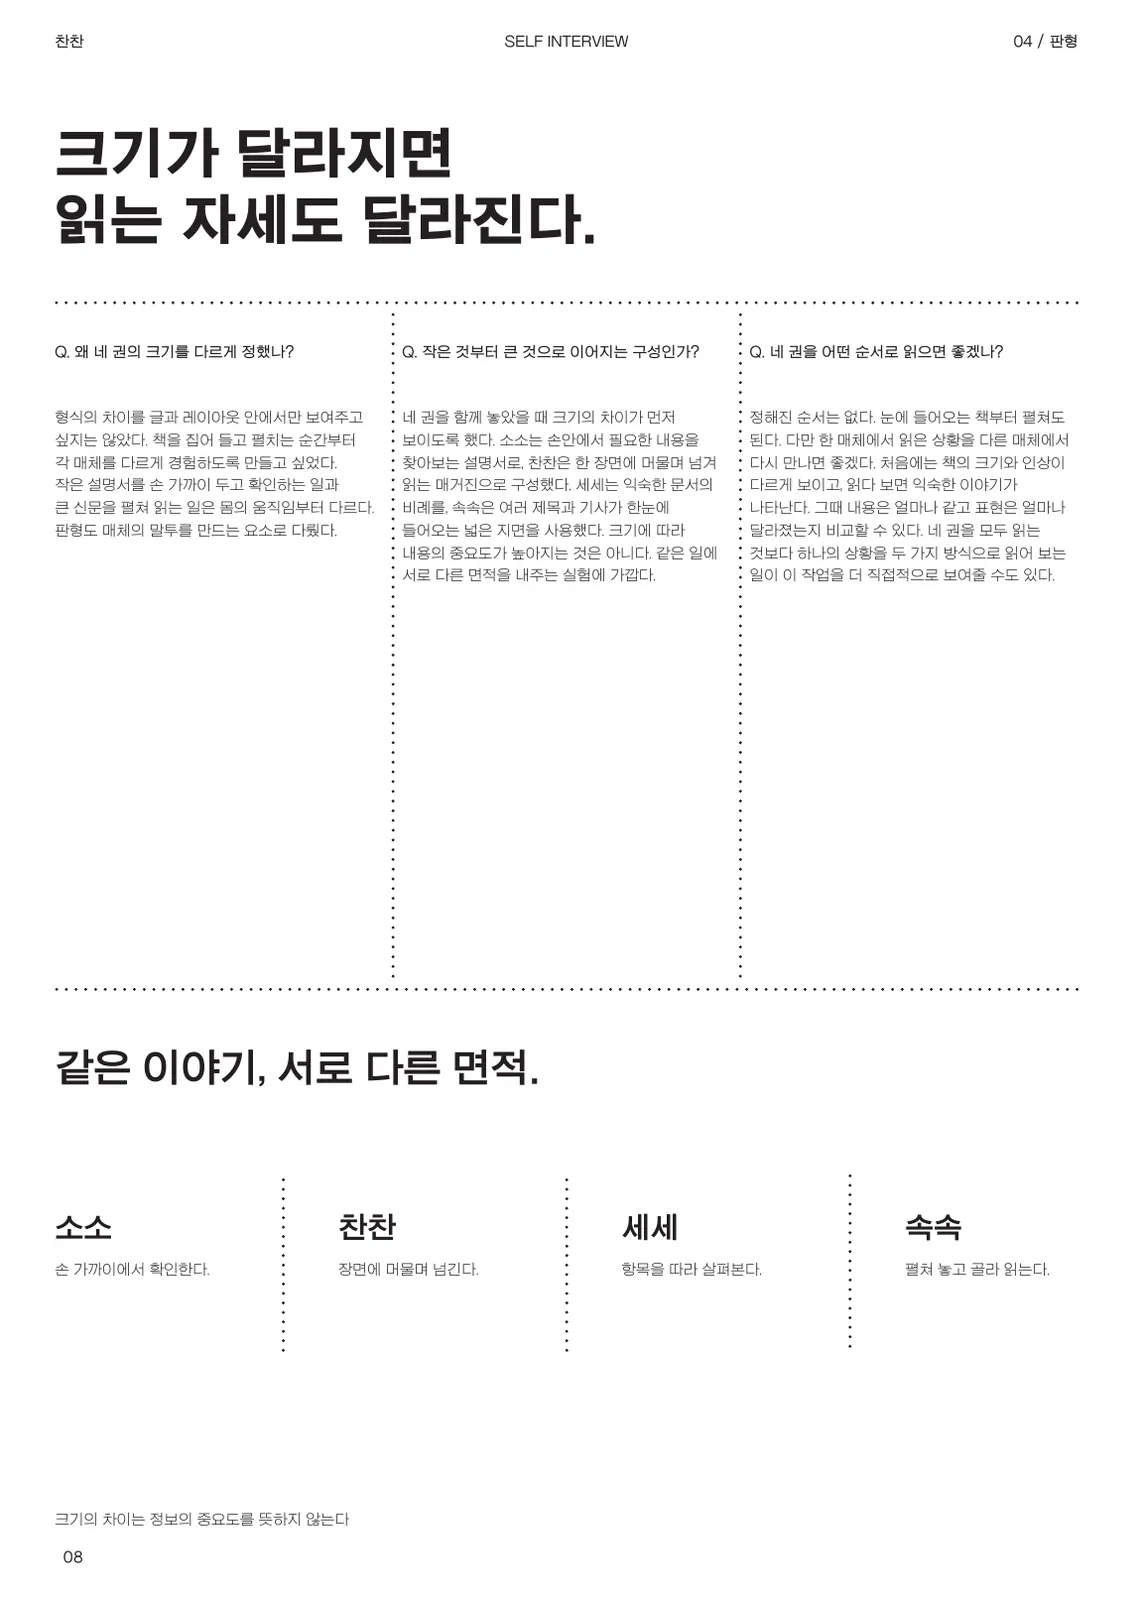 찬찬
SELF INTERVIEW
04 / 판형
크기가 달라지면
읽는 자세도 달라진다.
Q. 왜 네 권의 크기를 다르게 정했나?
형식의 차이를 글과 레이아웃 안에서만 보여주고
싶지는 않았다. 책을 집어 들고 펼치는 순간부터
각 매체를 다르게 경험하도록 만들고 싶었다.
작은 설명서를 손 가까이 두고 확인하는 일과
큰 신문을 펼쳐 읽는 일은 몸의 움직임부터 다르다.
판형도 매체의 말투를 만드는 요소로 다뤘다.
Q. 작은 것부터 큰 것으로 이어지는 구성인가?
네 권을 함께 놓았을 때 크기의 차이가 먼저
보이도록 했다. 소소는 손안에서 필요한 내용을
찾아보는 설명서로, 찬찬은 한 장면에 머물며 넘겨
읽는 매거진으로 구성했다. 세세는 익숙한 문서의
비례를, 속속은 여러 제목과 기사가 한눈에
들어오는 넓은 지면을 사용했다. 크기에 따라
내용의 중요도가 높아지는 것은 아니다. 같은 일에
서로 다른 면적을 내주는 실험에 가깝다.
Q. 네 권을 어떤 순서로 읽으면 좋겠나?
정해진 순서는 없다. 눈에 들어오는 책부터 펼쳐도
된다. 다만 한 매체에서 읽은 상황을 다른 매체에서
다시 만나면 좋겠다. 처음에는 책의 크기와 인상이
다르게 보이고, 읽다 보면 익숙한 이야기가
나타난다. 그때 내용은 얼마나 같고 표현은 얼마나
달라졌는지 비교할 수 있다. 네 권을 모두 읽는
것보다 하나의 상황을 두 가지 방식으로 읽어 보는
일이 이 작업을 더 직접적으로 보여줄 수도 있다.
같은 이야기, 서로 다른 면적.
소소
손 가까이에서 확인한다.
찬찬
장면에 머물며 넘긴다.
세세
항목을 따라 살펴본다.
속속
펼쳐 놓고 골라 읽는다.
크기의 차이는 정보의 중요도를 뜻하지 않는다
08